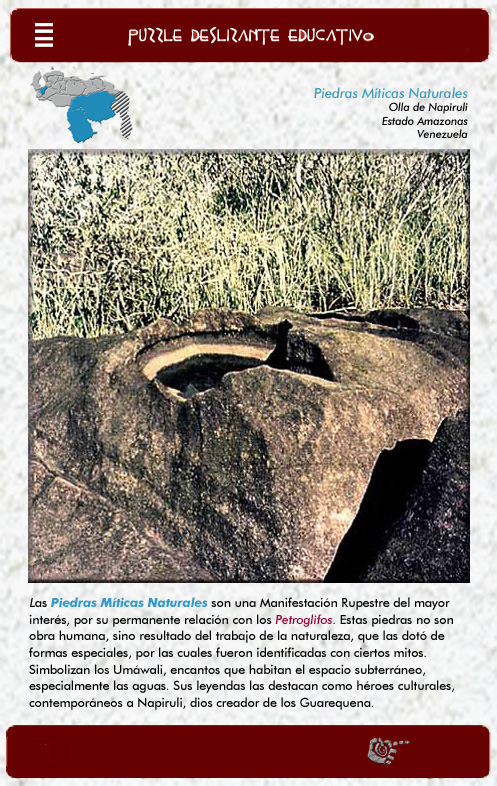 PUZZLE DESLIZANTE EDUCATIVO
Piedras Míticas Naturales
Olla de Napiruli
Estado Amazonas
Venezuela
Las Piedras Míticas Naturales son una Manifestación Rupestre del mayor
interés, por su permanente relación con los Petroglifos. Estas piedras no son
obra humana, sino resultado del trabajo de la naturaleza, que las dotó de
formas especiales, por las cuales fueron identificadas con ciertos mitos.
Simbolizan los Umáwali, encantos que habitan el espacio subterráneo,
especialmente las aguas. Sus leyendas las destacan como héroes culturales,
contemporáneos a Napiruli, dios creador de los Guarequena.